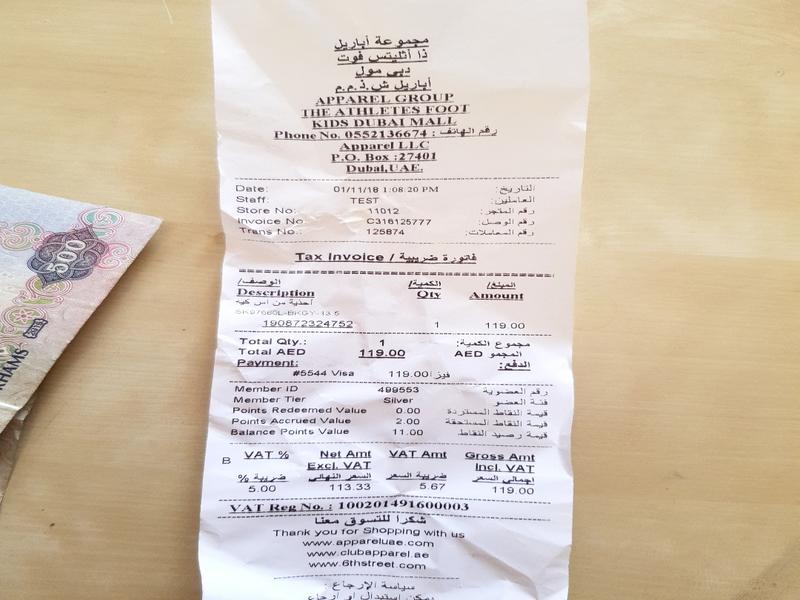 مجموعة أباريل
ذا أثليتس فوت
دبي مول
أباريل ش.ذ.م.م
APPAREL GROUP
THE ATHLETES FOOT
KIDS DUBAI MALL
Phone No. 0552136674 : رقم الهاتف
Apparel LLC
P.O. Box :27401
Dubai,UAE.
Date: 01/11/18 1:08:20 PM التاريخ:
Staff: TEST العاملين:
Store No: 11012 رقم المتجر:
Invoice No C316125777 رقم الوصل:
Trans No.: 125874 رقم المعاملات:
Tax Invoice / فاتورة ضريبية
الوصف/ الكمية/ المبلغ/
Description Qty Amount
أحذية من اس كيه
SK97660L-BKGY-13.5
190872324752 1 119.00
Total Qty.: 1 مجموع الكمية:
Total AED 119.00 المجمو AED
Payment: الدفع:
#5544 Visa 119.00 فيز:
Member ID 499553 رقم العضوية
Member Tier Silver فئة العضو
Points Redeemed Value 0.00 قيمة النقاط المستردة
Points Accrued Value 2.00 قيمة النقاط المستحقة
Balance Points Value 11.00 قيمة رصيد النقاط
B VAT % Net Amt VAT Amt Gross Amt
Excl. VAT Incl. VAT
ضريبة % السعر النهائي ضريبة السعر إجمالي السعر
5.00 113.33 5.67 119.00
VAT Reg No. : 100201491600003
شكرا للتسوق معنا
Thank you for Shopping with us
www.appareluae.com
www.clubapparel.ae
www.6thstreet.com
سياسة الإرجاع :
يمكن إستبدال أو إرجاع
500
HAMS